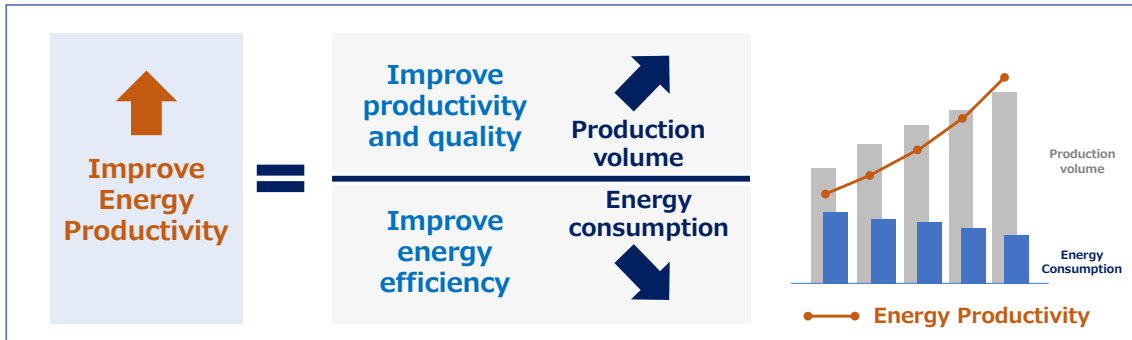 Improve
Energy
Productivity
=
Improve
productivity
and quality
Production
volume
Improve
energy
efficiency
Energy
consumption
Production
volume
Energy
Consumption
Energy Productivity